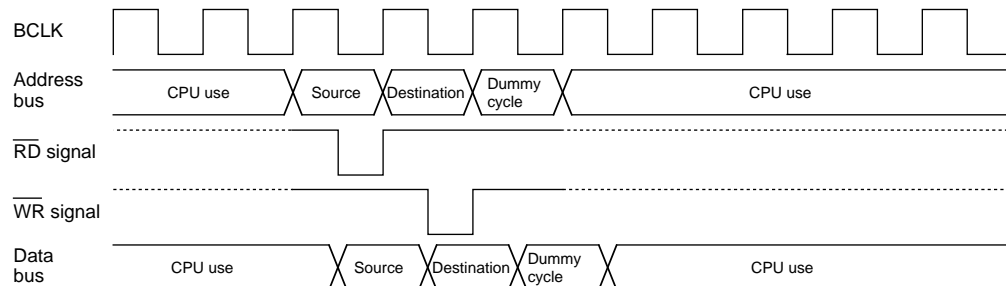 BCLK
Address
bus
CPU use
Source
Destination
Dummy
cycle
CPU use
RD signal
WR signal
Data
bus
CPU use
Source
Destination
Dummy
cycle
CPU use